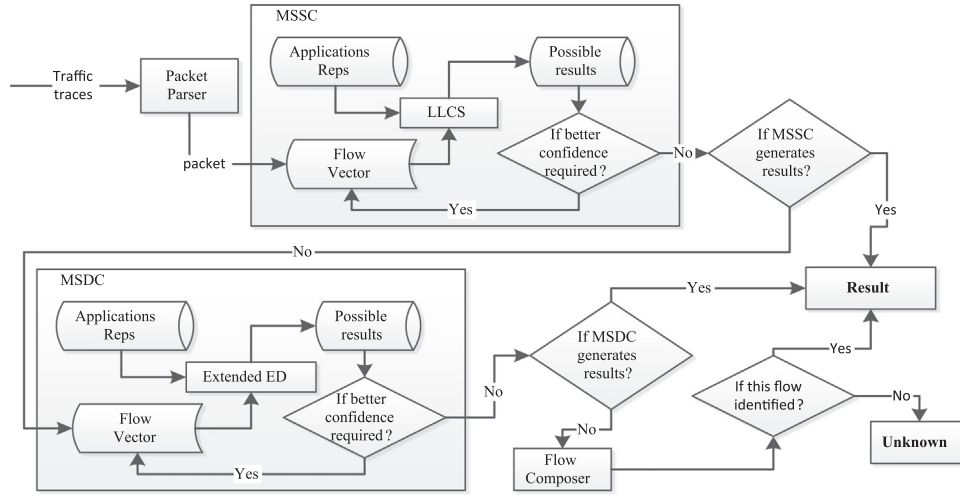 MSSC
Applications
Reps
Possible
results
Traffic
traces
Packet
Parser
LLCS
If better
confidence
required?
If MSSC
generates
results?
No
packet
Flow
Vector
Yes
Yes
No
MSDC
Applications
Reps
Possible
results
Extended ED
If better
confidence
required?
Flow
Vector
Yes
No
If MSDC
generates
results?
Yes
Result
No
Flow
Composer
If this flow
identified?
Yes
No
Unknown